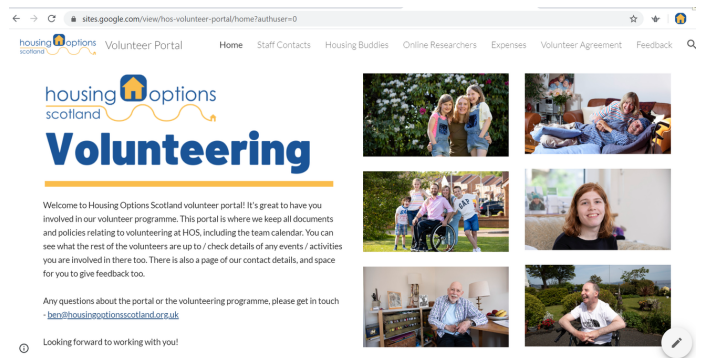 sites.google.com/view/hos-volunteer-portal/home?authuser=0
housing options
scotland
Volunteer Portal
Home Staff Contacts Housing Buddies Online Researchers Expenses Volunteer Agreement Feedback
housing options
scotland
Volunteering
Welcome to Housing Options Scotland volunteer portal! It's great to have you
involved in our volunteer programme. This portal is where we keep all documents
and policies relating to volunteering at HOS, including the team calendar. You can
see what the rest of the volunteers are up to / check details of any events / activities
you are involved in there too. There is also a page of our contact details, and space
for you to give feedback too.
Any questions about the portal or the volunteering programme, please get in touch
- ben@housingoptionsscotland.org.uk
Looking forward to working with you!
GAP